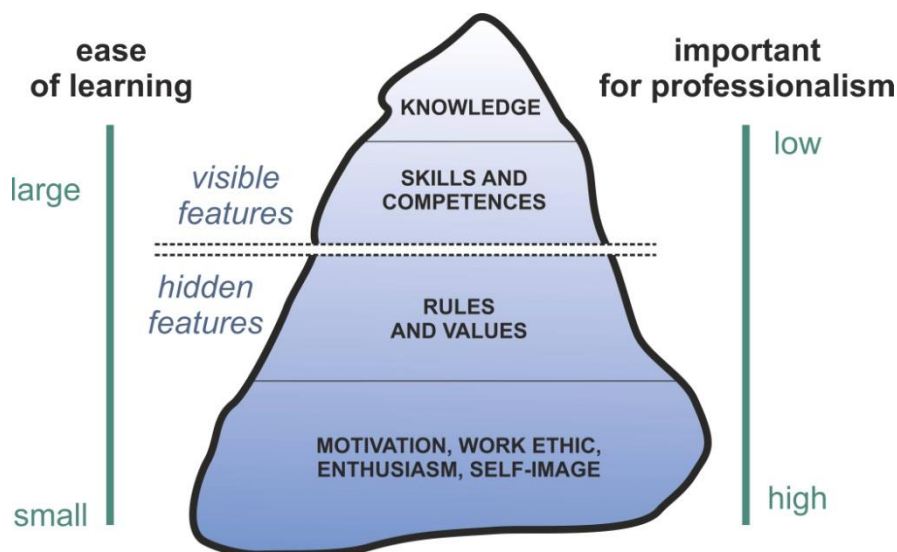 ease
of learning
important
for professionalism
KNOWLEDGE
low
large
visible
features
SKILLS AND
COMPETENCES
hidden
features
RULES
AND VALUES
MOTIVATION, WORK ETHIC,
ENTHUSIASM, SELF-IMAGE
small
high